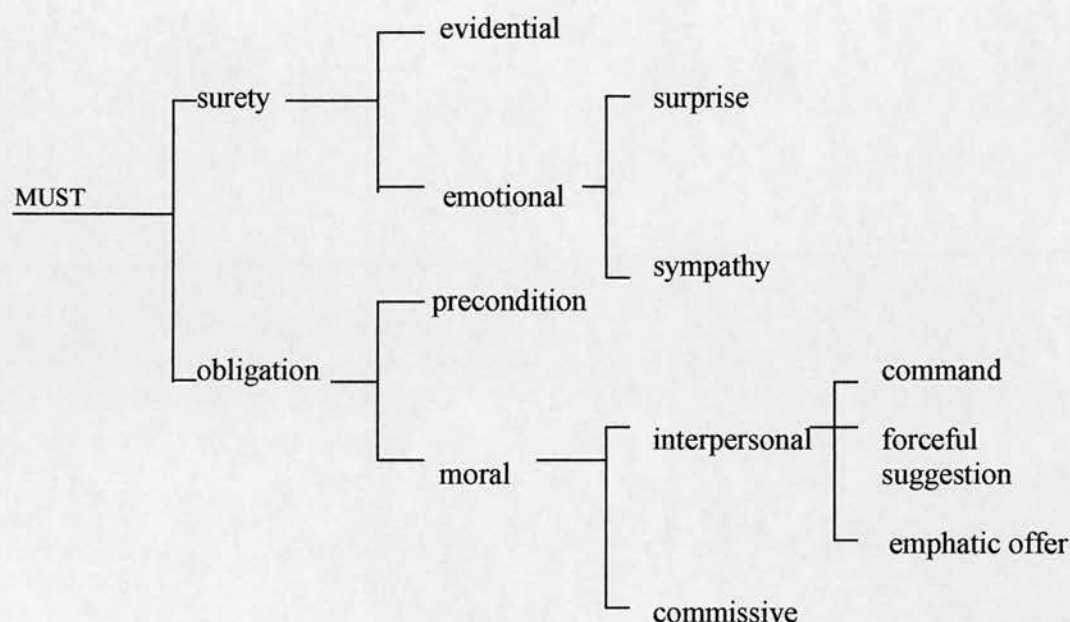 evidential
surety
surprise
MUST
emotional
sympathy
precondition
obligation
command
interpersonal
forceful
suggestion
moral
emphatic offer
commissive